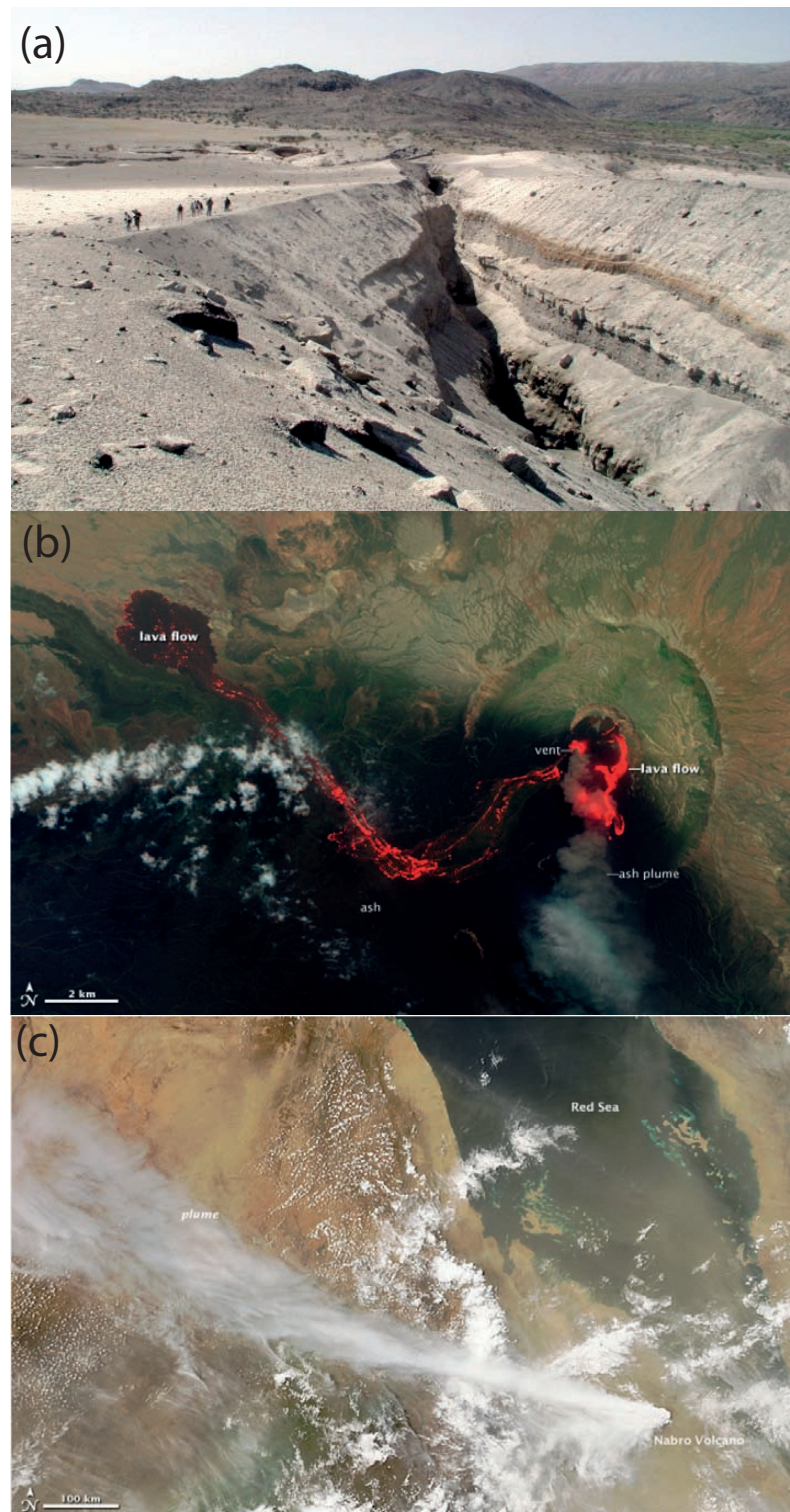 (a)
(b)
lava flow
vent
lava flow
ash plume
ash
N
2 km
(c)
Red Sea
plume
Nabro Volcano
N
100 km